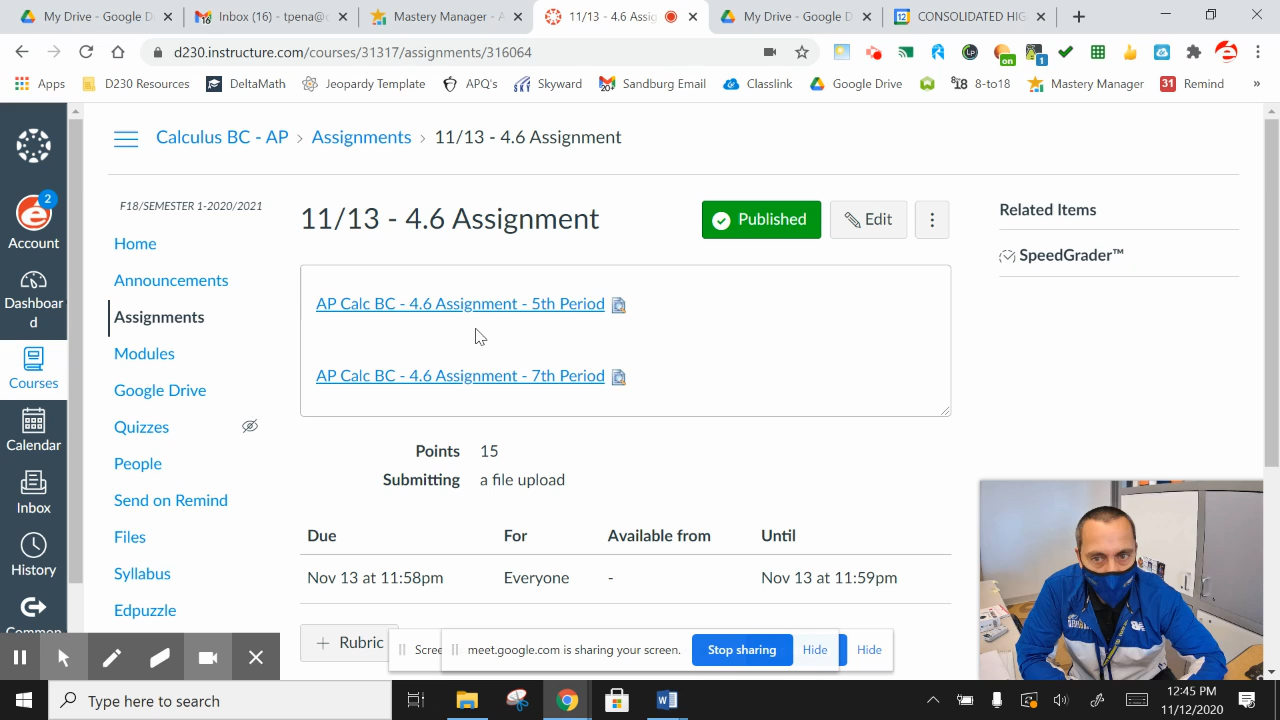 My Drive - Google D
Inbox (16) - tpena@c
Mastery Manager - A
11/13 - 4.6 Assig
My Drive - Google D
CONSOLIDATED HIG
d230.instructure.com/courses/31317/assignments/316064
on
1
Apps
D230 Resources
DeltaMath
Jeopardy Template
APQ's
Skyward
20+
Sandburg Email
Classlink
Google Drive
8-to18
Mastery Manager
31
Remind
»
Calculus BC - AP › Assignments › 11/13 - 4.6 Assignment
2
Account
Dashboar
d
Courses
Calendar
Inbox
History
F18/SEMESTER 1-2020/2021
Home
Announcements
Assignments
Modules
Google Drive
Quizzes
People
Send on Remind
Files
Syllabus
Edpuzzle
11/13 - 4.6 Assignment
Published
Edit
Related Items
SpeedGrader™
AP Calc BC - 4.6 Assignment - 5th Period
AP Calc BC - 4.6 Assignment - 7th Period
Points 15
Submitting a file upload
Due For Available from Until
Nov 13 at 11:58pm Everyone - Nov 13 at 11:59pm
+ Rubric
Scree
meet.google.com is sharing your screen.
Stop sharing
Hide
Hide
Type here to search
12:45 PM
11/12/2020